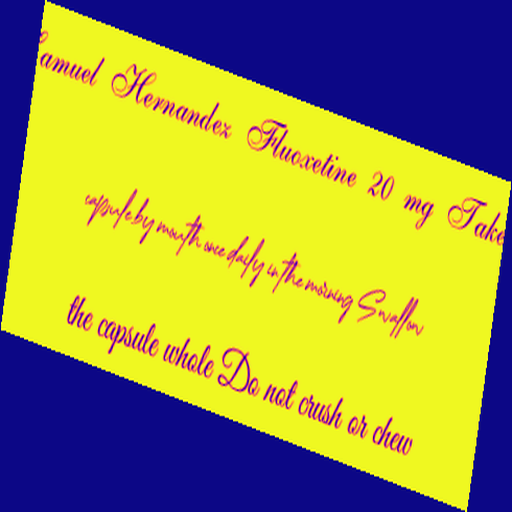 Samuel Hernandez Fluoxetine 20 mg Take
capsule by mouth once daily in the morning Swallow
the capsule whole Do not crush or chew